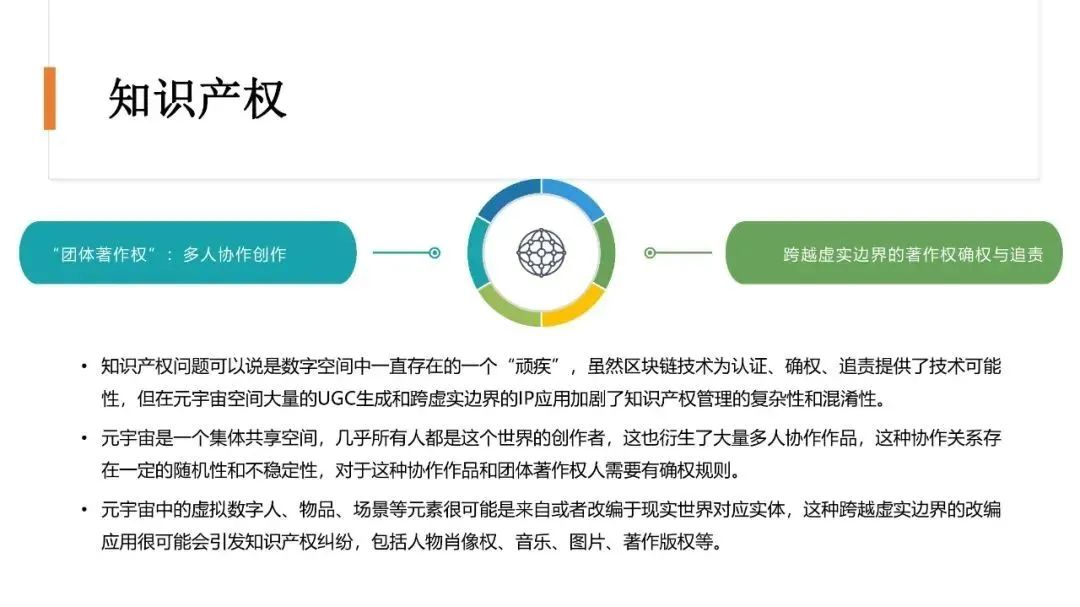 知识产权
“团体著作权”：多人协作创作
跨越虚实边界的著作权确权与追责
• 知识产权问题可以说是数字空间中一直存在的一个“顽疾”，虽然区块链技术为认证、确权、追责提供了技术可能
性，但在元宇宙空间大量的UGC生成和跨虚实边界的IP应用加剧了知识产权管理的复杂性和混淆性。
• 元宇宙是一个集体共享空间，几乎所有人都是这个世界的创作者，这也衍生了大量多人协作作品，这种协作关系存
在一定的随机性和不稳定性，对于这种协作作品和团体著作权人需要有确权规则。
• 元宇宙中的虚拟数字人、物品、场景等元素很可能是来自或者改编于现实世界对应实体，这种跨越虚实边界的改编
应用很可能会引发知识产权纠纷，包括人物肖像权、音乐、图片、著作版权等。